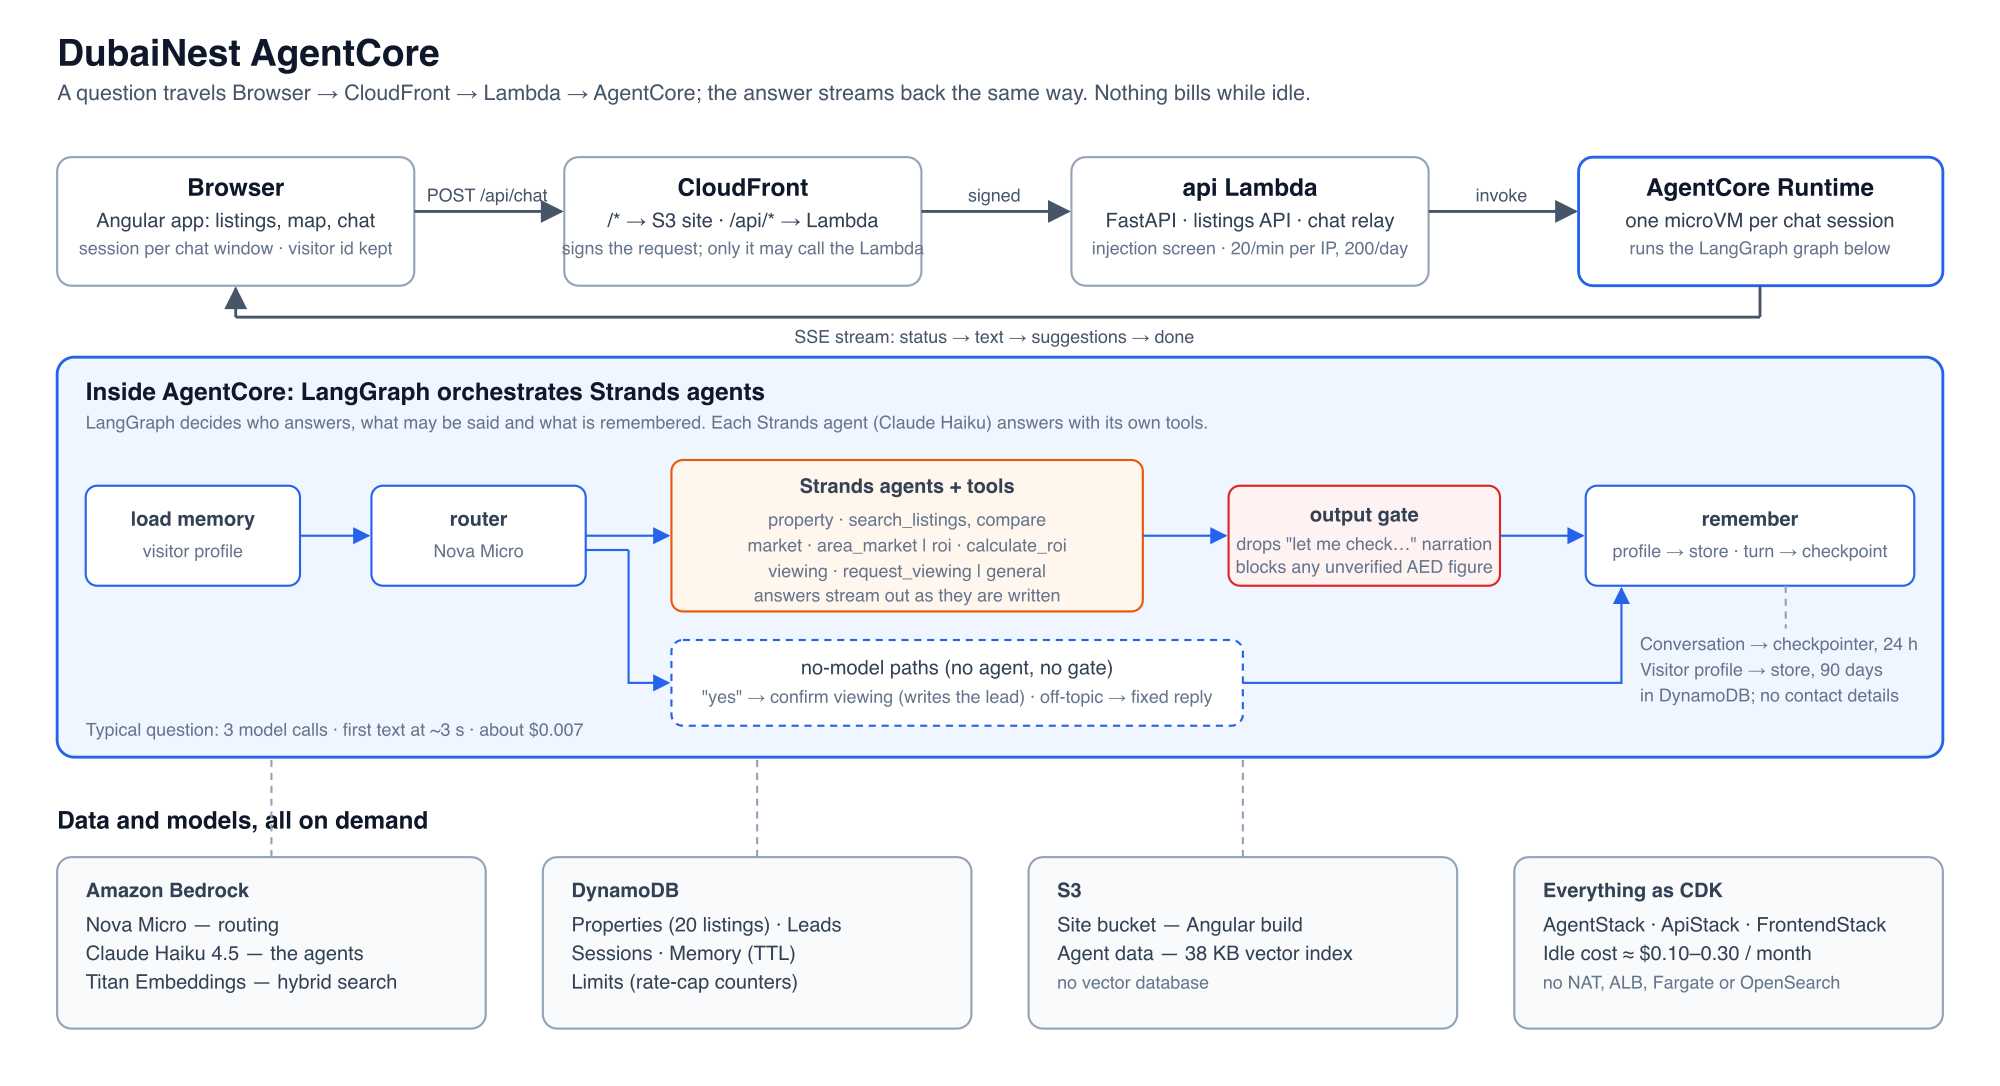 DubaiNest AgentCore
A question travels Browser → CloudFront → Lambda → AgentCore; the answer streams back the same way. Nothing bills while idle.
Browser
Angular app: listings, map, chat
session per chat window · visitor id kept
POST /api/chat
CloudFront
/* → S3 site · /api/* → Lambda
signs the request; only it may call the Lambda
signed
api Lambda
FastAPI · listings API · chat relay
injection screen · 20/min per IP, 200/day
invoke
AgentCore Runtime
one microVM per chat session
runs the LangGraph graph below
SSE stream: status → text → suggestions → done
Inside AgentCore: LangGraph orchestrates Strands agents
LangGraph decides who answers, what may be said and what is remembered. Each Strands agent (Claude Haiku) answers with its own tools.
load memory
visitor profile
router
Nova Micro
Strands agents + tools
property · search_listings, compare
market · area_market | roi · calculate_roi
viewing · request_viewing | general
answers stream out as they are written
output gate
drops "let me check…" narration
blocks any unverified AED figure
remember
profile → store · turn → checkpoint
no-model paths (no agent, no gate)
"yes" → confirm viewing (writes the lead) · off-topic → fixed reply
Conversation → checkpointer, 24 h
Visitor profile → store, 90 days
in DynamoDB; no contact details
Typical question: 3 model calls · first text at ~3 s · about $0.007
Data and models, all on demand
Amazon Bedrock
Nova Micro — routing
Claude Haiku 4.5 — the agents
Titan Embeddings — hybrid search
DynamoDB
Properties (20 listings) · Leads
Sessions · Memory (TTL)
Limits (rate-cap counters)
S3
Site bucket — Angular build
Agent data — 38 KB vector index
no vector database
Everything as CDK
AgentStack · ApiStack · FrontendStack
Idle cost ≈ $0.10–0.30 / month
no NAT, ALB, Fargate or OpenSearch